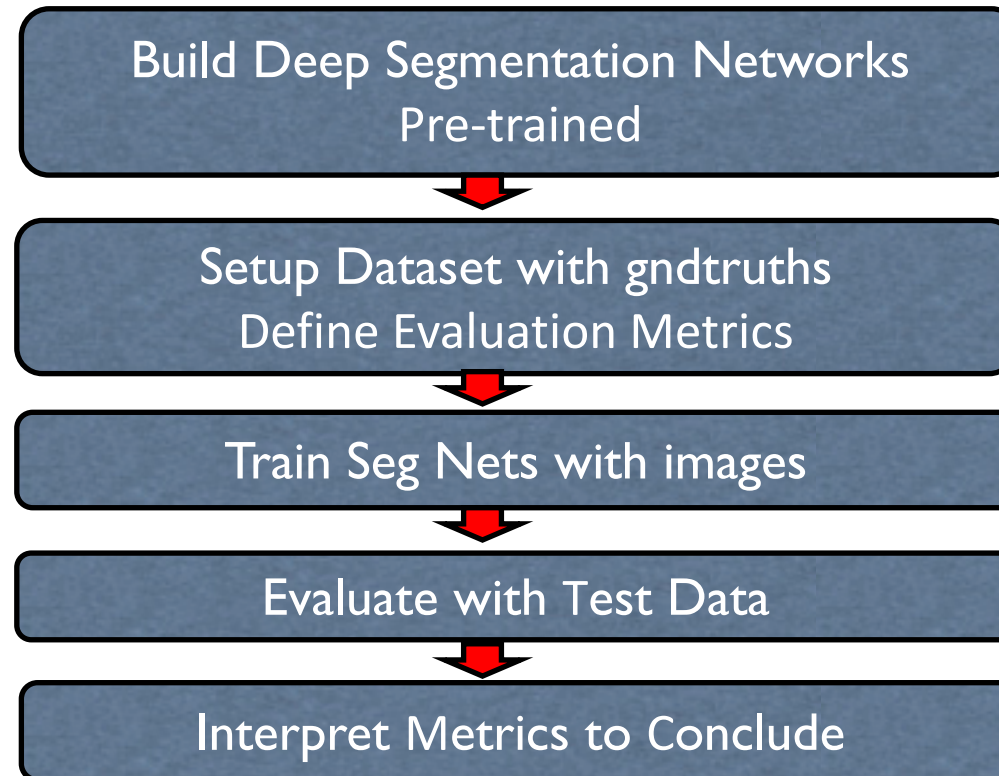 Build Deep Segmentation Networks
Pre-trained
Setup Dataset with gndtruths
Define Evaluation Metrics
Train Seg Nets with images
Evaluate with Test Data
Interpret Metrics to Conclude